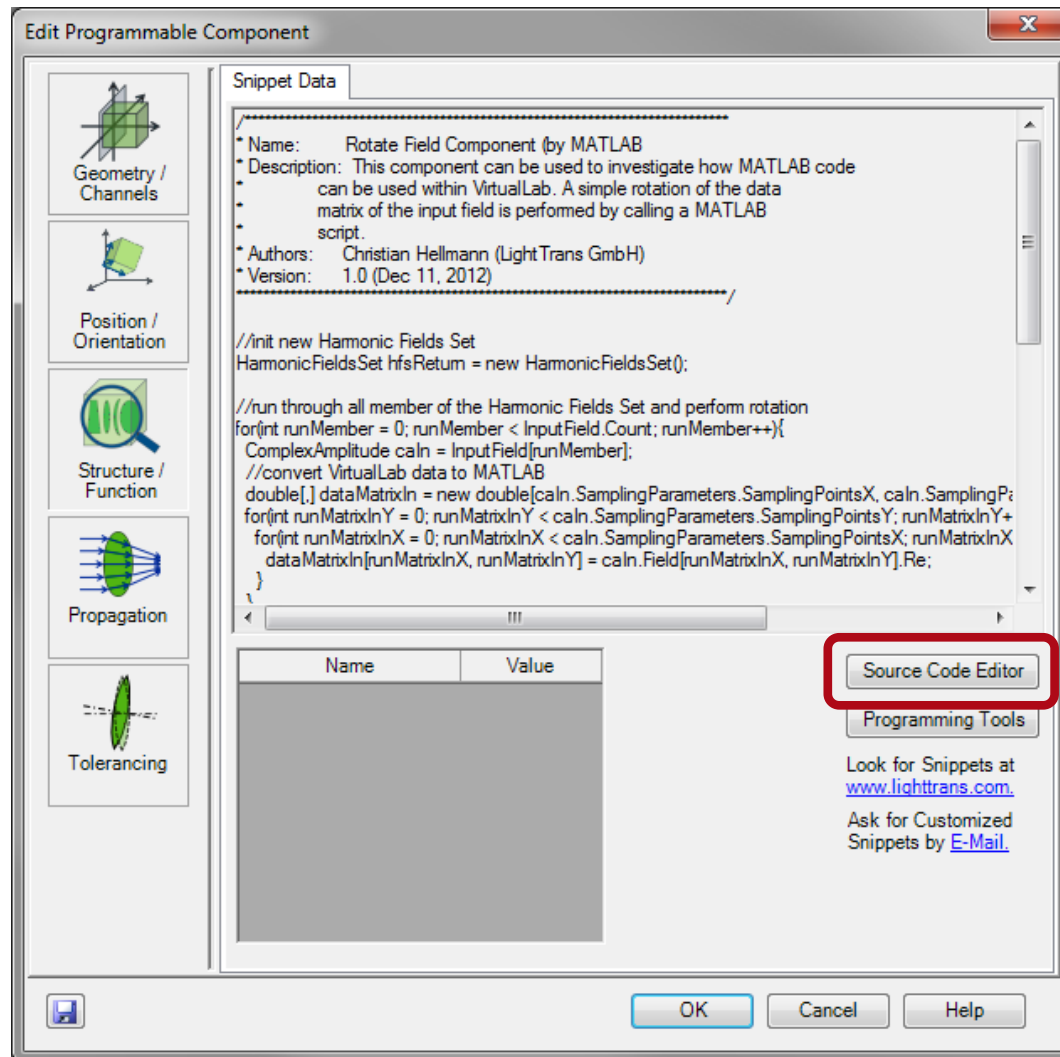 Edit Programmable Component
x
Geometry /
Channels
Position /
Orientation
Structure /
Function
Propagation
Tolerancing
Snippet Data
/******************************************************************************
* Name: Rotate Field Component (by MATLAB
* Description: This component can be used to investigate how MATLAB code
* can be used within VirtualLab. A simple rotation of the data
* matrix of the input field is performed by calling a MATLAB
* script.
* Authors: Christian Hellmann (LightTrans GmbH)
* Version: 1.0 (Dec 11, 2012)
******************************************************************************/
//init new Harmonic Fields Set
HarmonicFieldsSet hfsReturn = new HarmonicFieldsSet();
//run through all member of the Harmonic Fields Set and perform rotation
for(int runMember = 0; runMember < InputField.Count; runMember++){
ComplexAmplitude caIn = InputField[runMember];
//convert VirtualLab data to MATLAB
double[,] dataMatrixIn = new double[caIn.SamplingParameters.SamplingPointsX, caIn.SamplingPa
for(int runMatrixInY = 0; runMatrixInY < caIn.SamplingParameters.SamplingPointsY; runMatrixInY+
for(int runMatrixInX = 0; runMatrixInX < caIn.SamplingParameters.SamplingPointsX; runMatrixInX
dataMatrixIn[runMatrixInX, runMatrixInY] = caIn.Field[runMatrixInX, runMatrixInY].Re;
}
}
Name Value
Source Code Editor
Programming Tools
Look for Snippets at
www.lighttrans.com.
Ask for Customized
Snippets by E-Mail.
OK Cancel Help